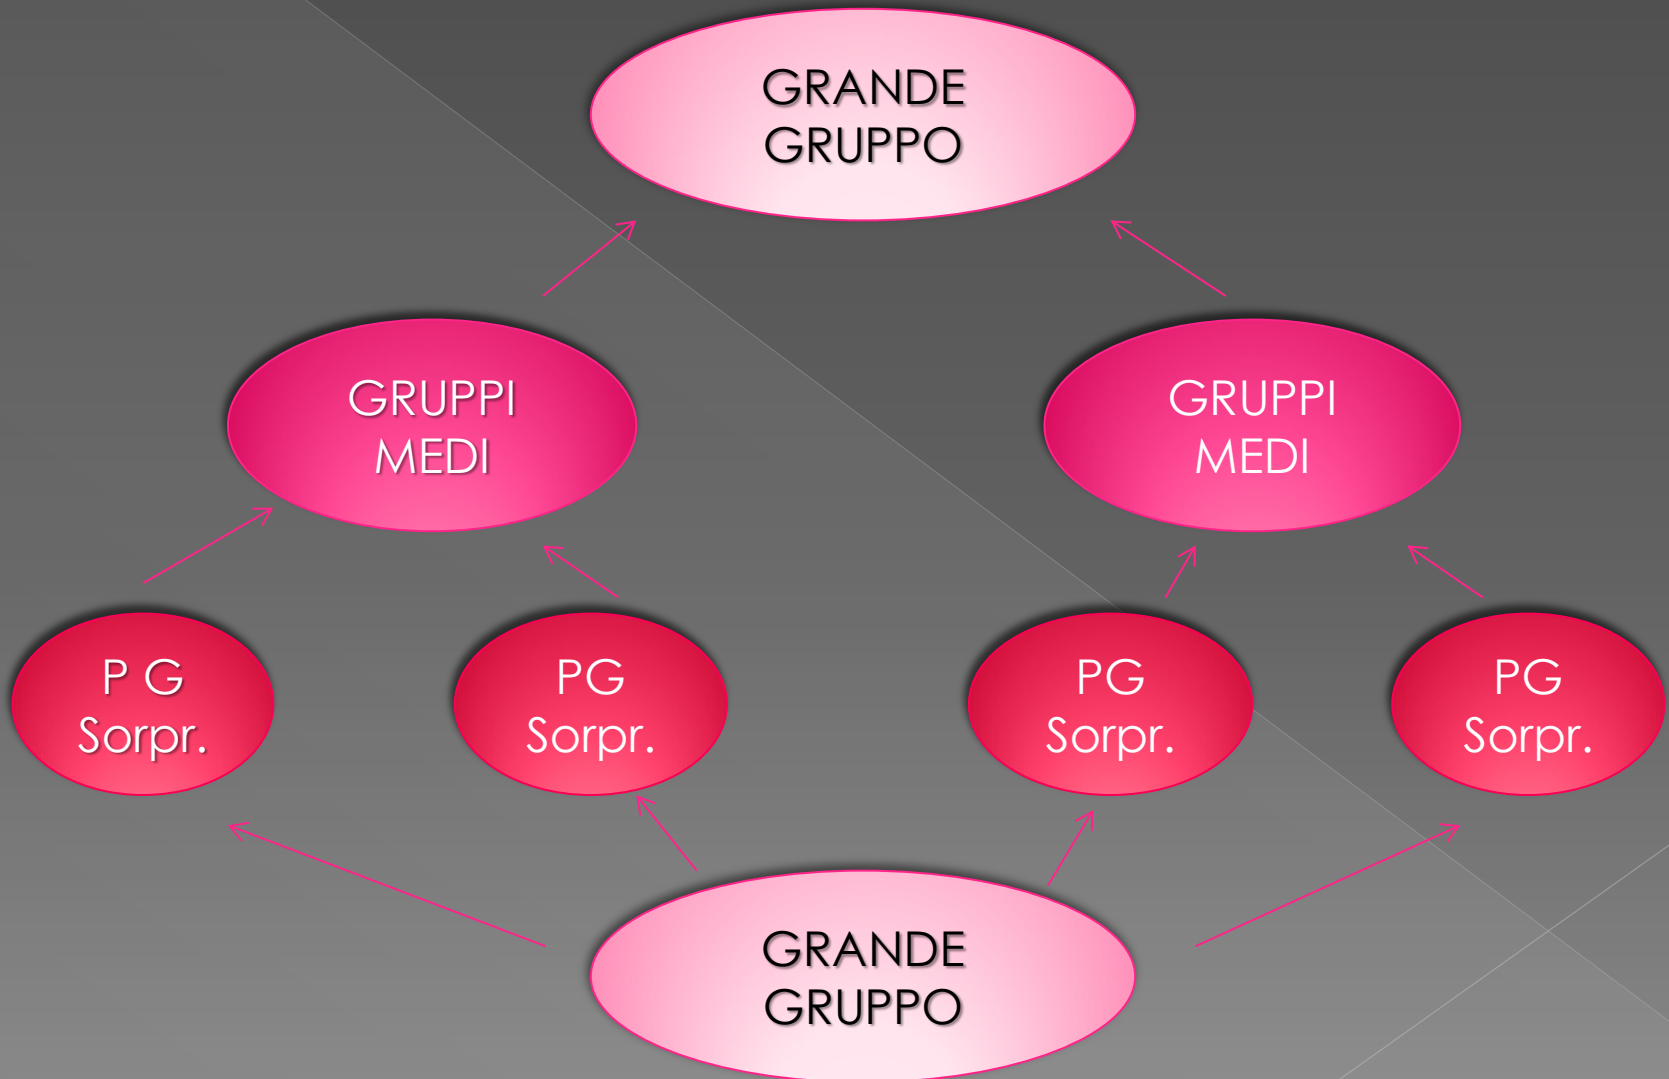 GRANDE
GRUPPO
GRUPPI
MEDI
GRUPPI
MEDI
P G
Sorpr.
PG
Sorpr.
PG
Sorpr.
PG
Sorpr.
GRANDE
GRUPPO